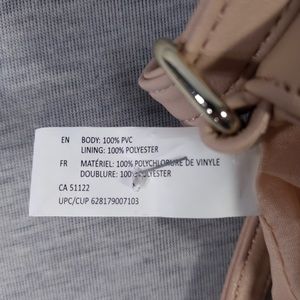 EN BODY: 100% PVC
LINING: 100% POLYESTER
FR MATÉRIEL: 100% POLYCHLORURE DE VINYLE
DOUBLURE: 100% POLYESTER
CA 51122
UPC/CUP 628179007103